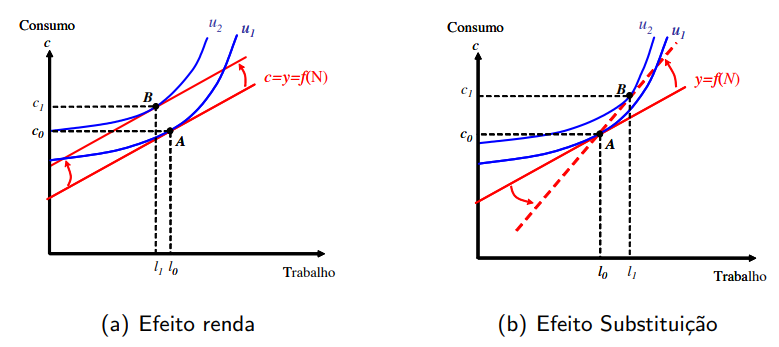 Consumo
c
u2
u1
c=y=f(N)
B
c1
c0
A
l1
l0
Trabalho
(a) Efeito renda
Consumo
c
u2
u1
y=f(N)
B
c1
c0
A
l0
l1
Trabalho
(b) Efeito Substituição